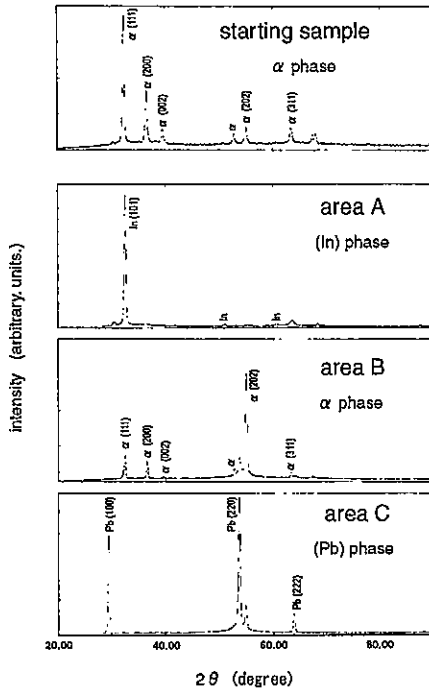 starting sample
α phase
α (111)
α (200)
α (002)
α
α (202)
α (311)
area A
(In) phase
In (101)
In
In
area B
α phase
α (111)
α (200)
α (002)
α
α (202)
α (311)
area C
(Pb) phase
Pb (100)
Pb (220)
Pb (222)
intensity (arbitrary. units.)
20.00 40.00 60.00 80.00
2 θ (degree)